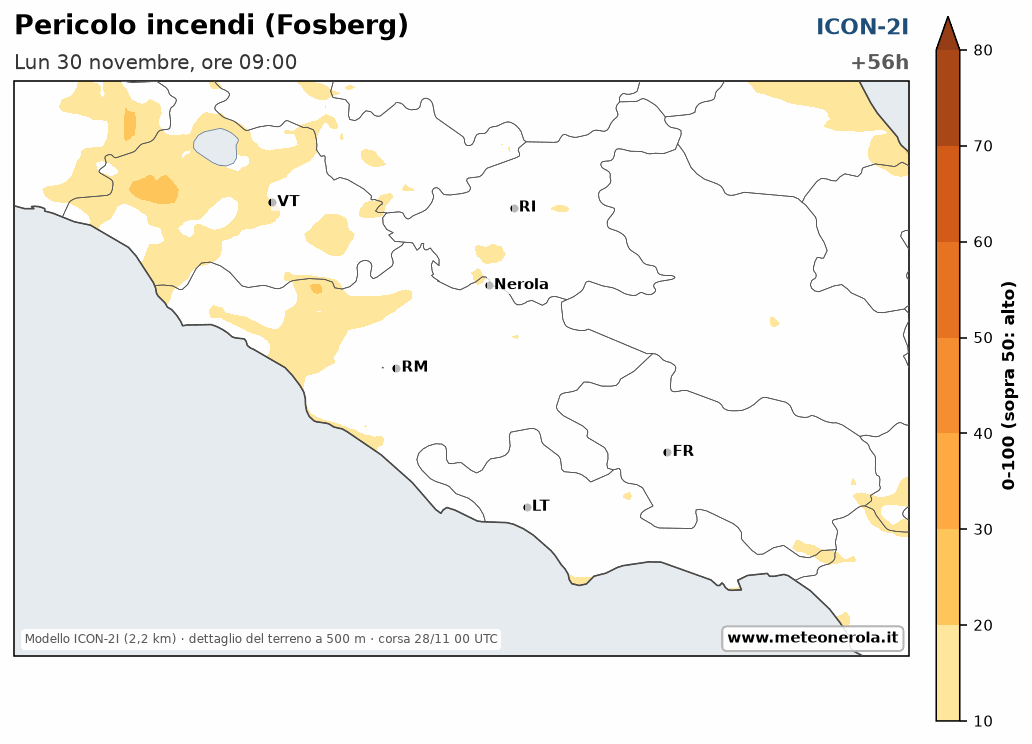 Pericolo incendi (Fosberg)
ICON-2I
Lun 30 novembre, ore 09:00
+56h
VT
RI
Nerola
RM
FR
LT
Modello ICON-2I (2,2 km) · dettaglio del terreno a 500 m · corsa 28/11 00 UTC
www.meteonerola.it
80
70
60
50
40
30
20
10
0-100 (sopra 50: alto)